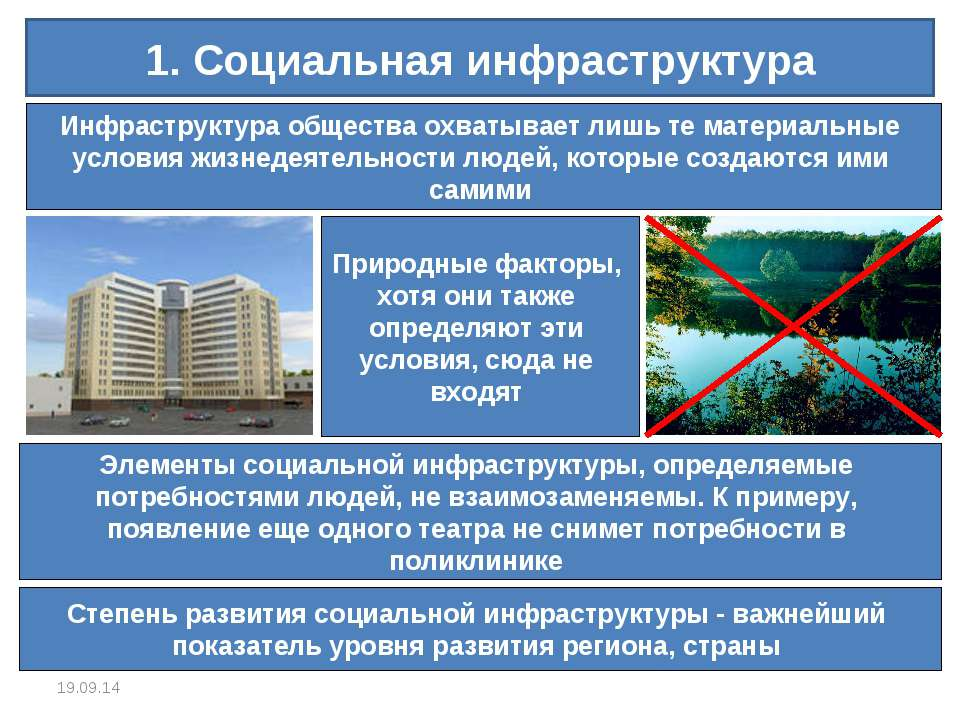 1. Социальная инфраструктура
Инфраструктура общества охватывает лишь те материальные
условия жизнедеятельности людей, которые создаются ими
самими
Природные факторы,
хотя они также
определяют эти
условия, сюда не
входят
Элементы социальной инфраструктуры, определяемые
потребностями людей, не взаимозаменяемы. К примеру,
появление еще одного театра не снимет потребности в
поликлинике
Степень развития социальной инфраструктуры - важнейший
показатель уровня развития региона, страны
19.09.14